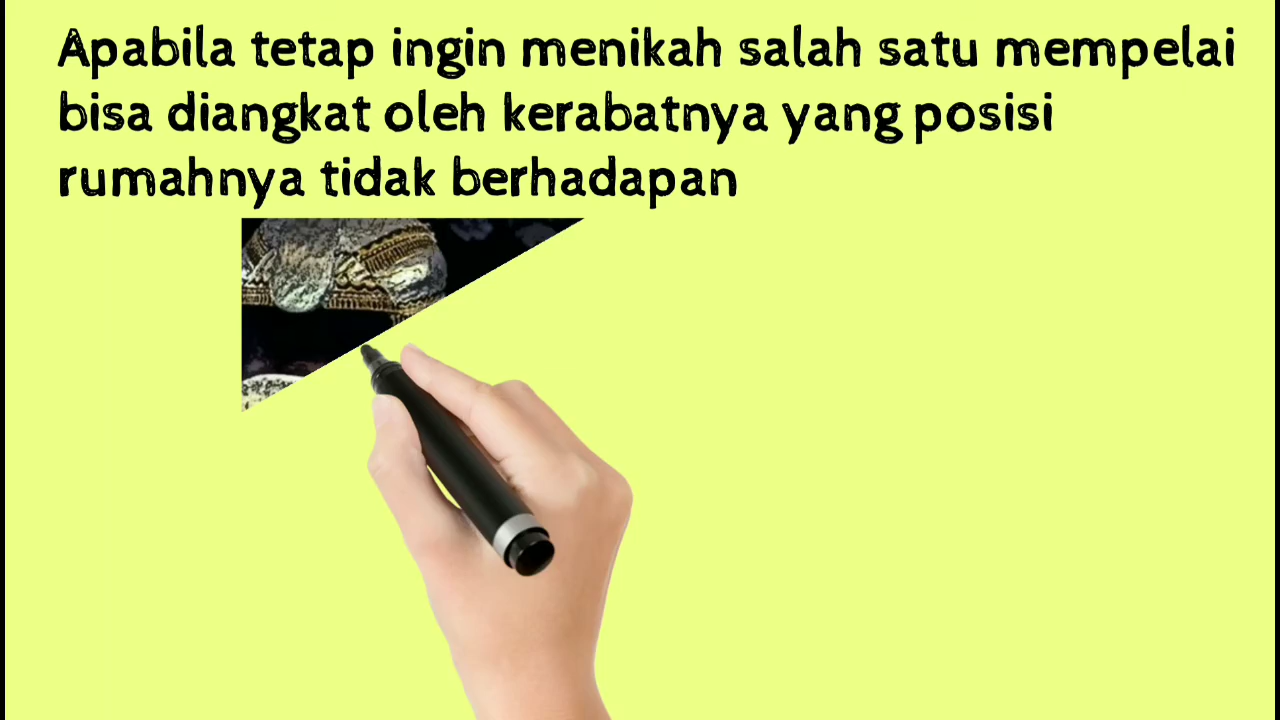 Apabila tetap ingin menikah salah satu mempelai
bisa diangkat oleh kerabatnya yang posisi
rumahnya tidak berhadapan